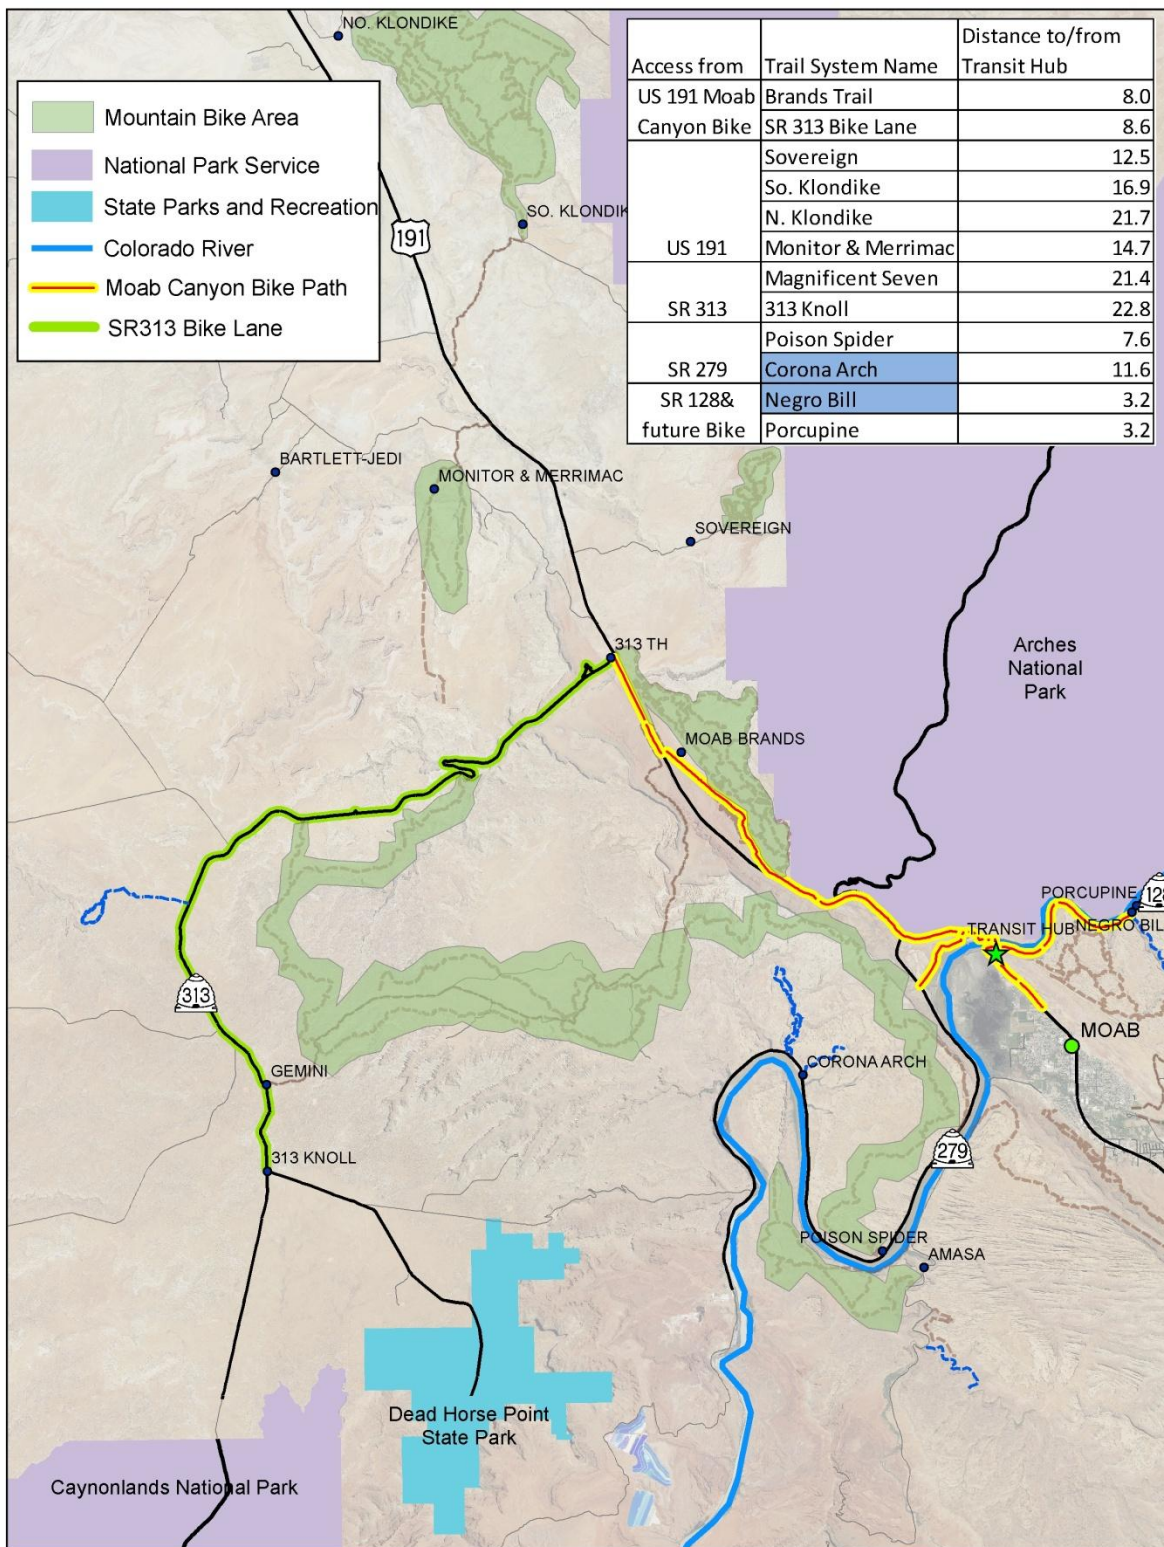 NO. KLONDIKE
Mountain Bike Area
National Park Service
State Parks and Recreation
Colorado River
Moab Canyon Bike Path
SR313 Bike Lane
Access from Trail System Name Distance to/from Transit Hub
US 191 Moab Canyon Bike Brands Trail 8.0
SR 313 Bike Lane 8.6
Sovereign 12.5
So. Klondike 16.9
N. Klondike 21.7
US 191 Monitor & Merrimac 14.7
Magnificent Seven 21.4
SR 313 313 Knoll 22.8
Poison Spider 7.6
SR 279 Corona Arch 11.6
SR 128& Negro Bill 3.2
future Bike Porcupine 3.2
SO. KLONDIK
191
BARTLETT-JEDI
MONITOR & MERRIMAC
SOVEREIGN
313 TH
Arches
National
Park
MOAB BRANDS
PORCUPINE
128
TRANSIT HUB
NEGRO BIL
313
MOAB
CORONA ARCH
GEMINI
279
313 KNOLL
POISON SPIDER
AMASA
Dead Horse Point
State Park
Caynonlands National Park